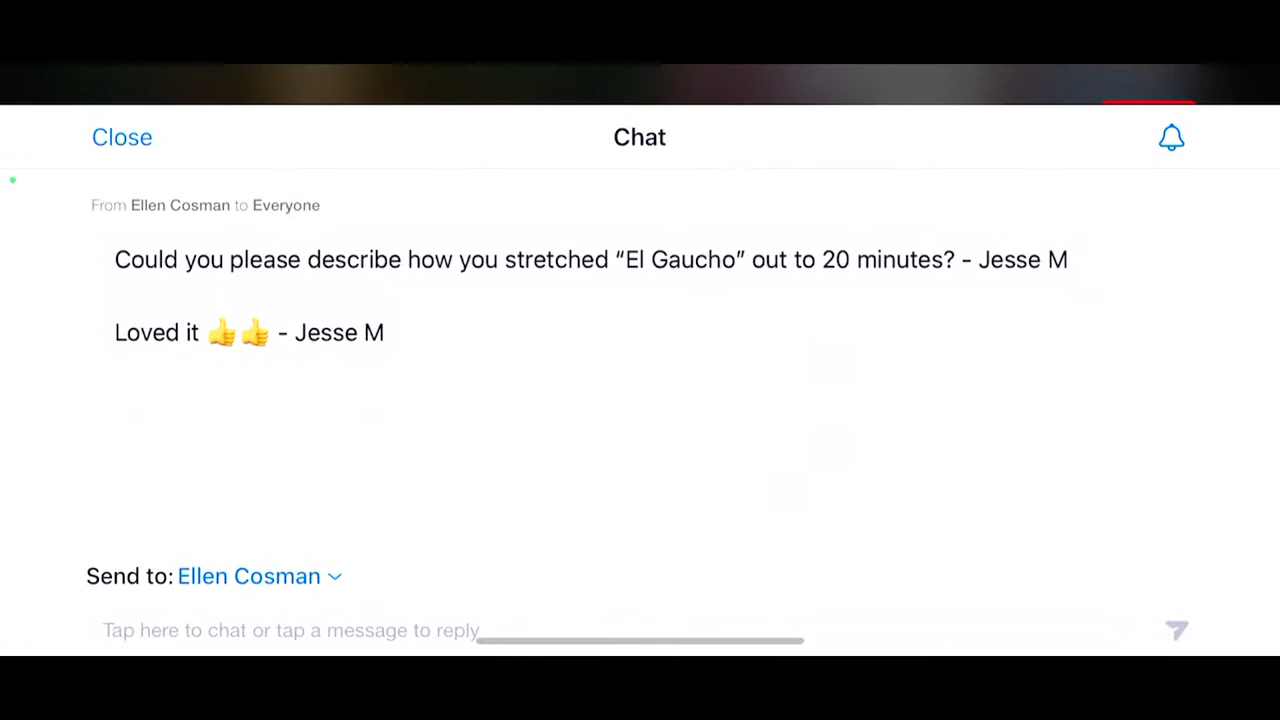 Close
Chat
From Ellen Cosman to Everyone
Could you please describe how you stretched “El Gaucho” out to 20 minutes? - Jesse M
Loved it 👍👍 - Jesse M
Send to: Ellen Cosman
Tap here to chat or tap a message to reply